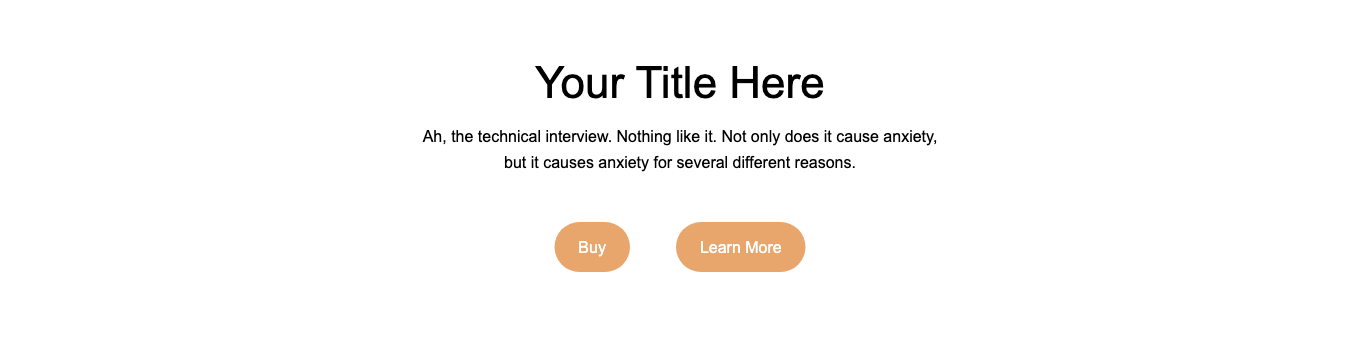 Your Title Here
Ah, the technical interview. Nothing like it. Not only does it cause anxiety,
but it causes anxiety for several different reasons.
Buy
Learn More